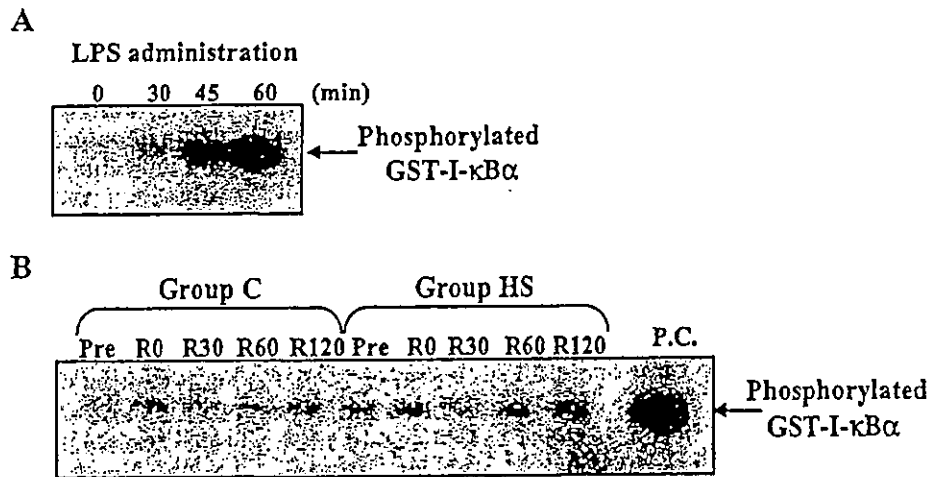 A
LPS administration
0 30 45 60 (min)
Phosphorylated
GST-I-κBα
B
Group C Group HS
Pre R0 R30 R60 R120 Pre R0 R30 R60 R120 P.C.
Phosphorylated
GST-I-κBα